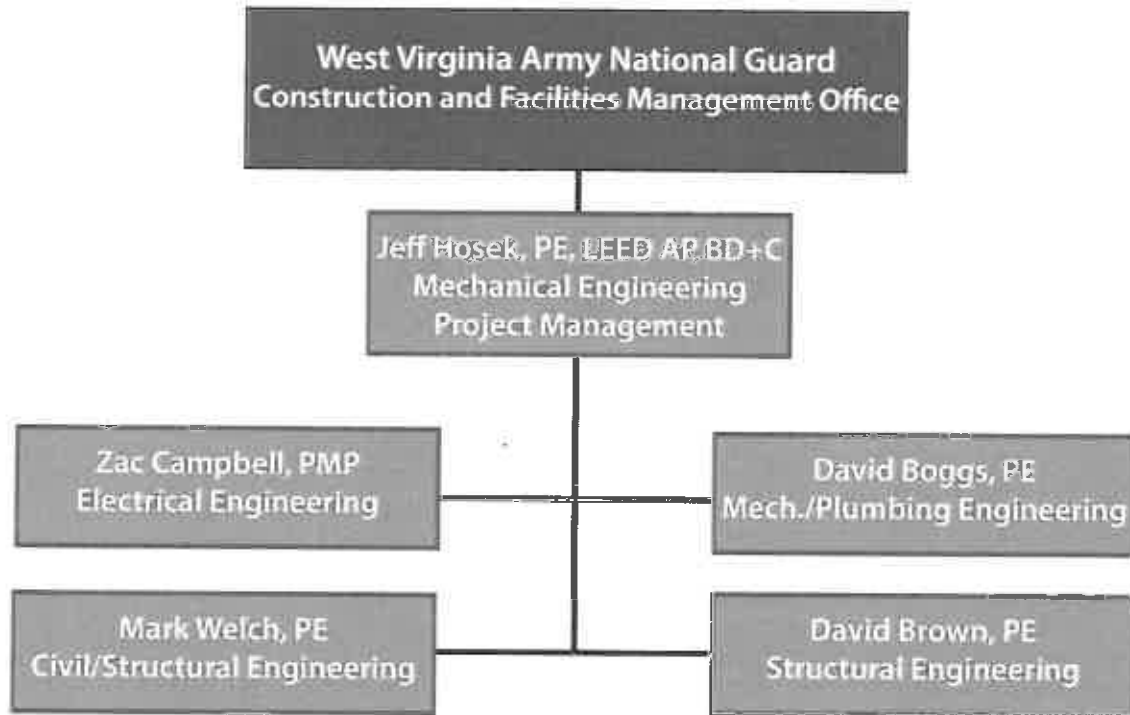 West Virginia Army National Guard
Construction and Facilities Management Office
Jeff Hosek, PE, LEED AP, BD+C
Mechanical Engineering
Project Management
Zac Campbell, PMP
Electrical Engineering
David Boggs, PE
Mech./Plumbing Engineering
Mark Welch, PE
Civil/Structural Engineering
David Brown, PE
Structural Engineering